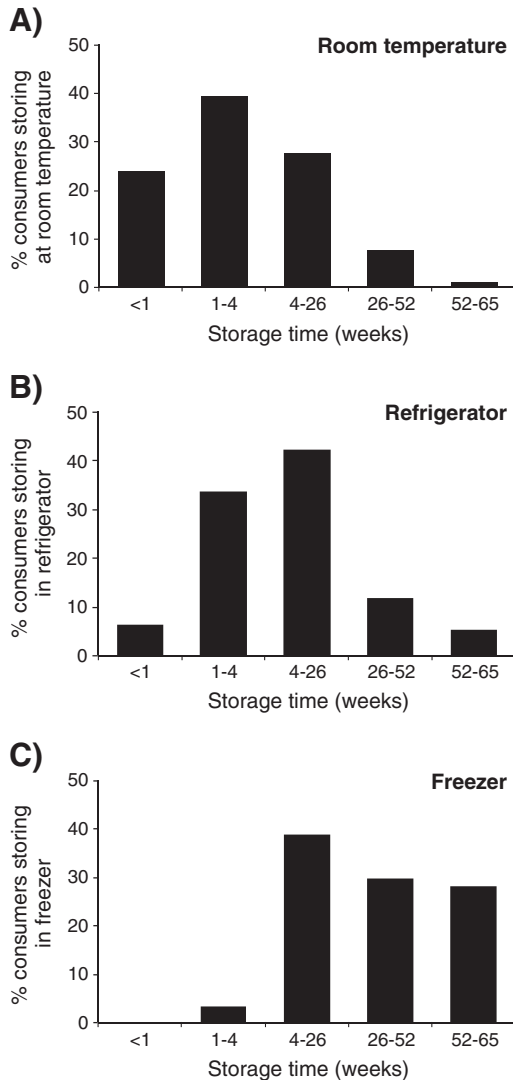 A)
Room temperature
% consumers storing
at room temperature
50
40
30
20
10
0
<1 1-4 4-26 26-52 52-65
Storage time (weeks)
B)
Refrigerator
% consumers storing
in refrigerator
50
40
30
20
10
0
<1 1-4 4-26 26-52 52-65
Storage time (weeks)
C)
Freezer
% consumers storing
in freezer
50
40
30
20
10
0
<1 1-4 4-26 26-52 52-65
Storage time (weeks)